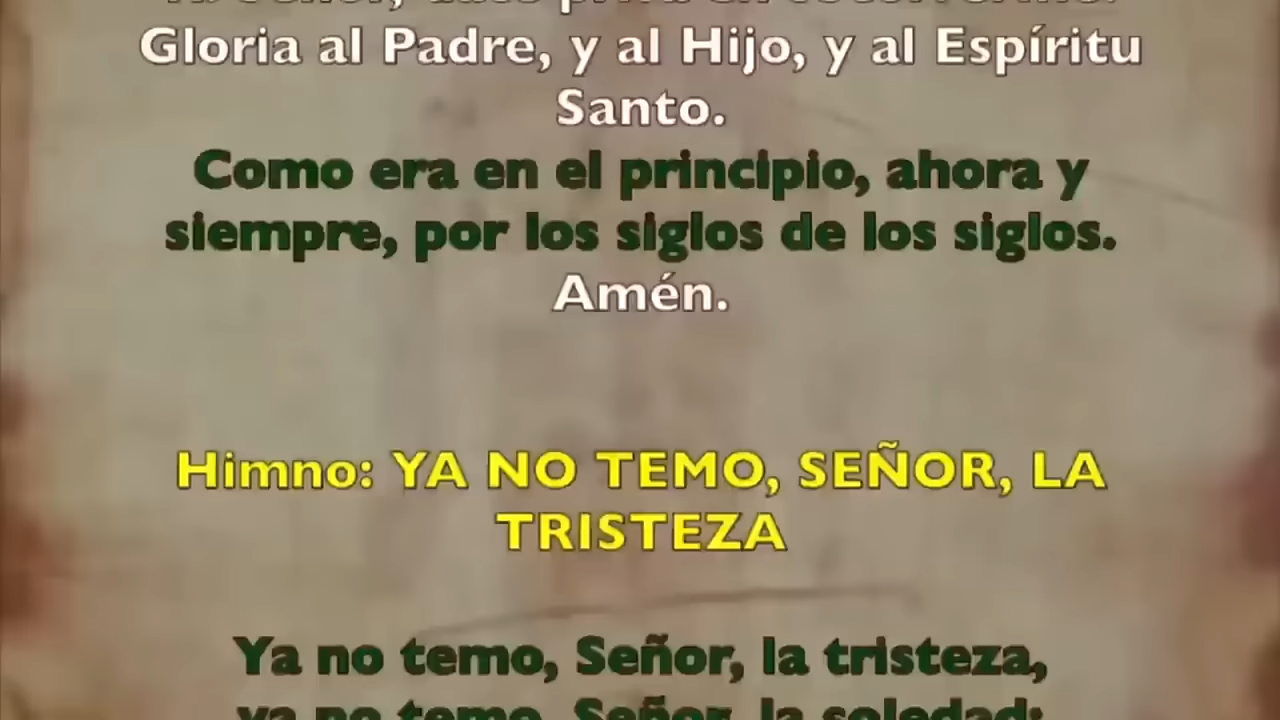 Gloria al Padre, y al Hijo, y al Espíritu
Santo.
Como era en el principio, ahora y
siempre, por los siglos de los siglos.
Amén.
Himno: YA NO TEMO, SEÑOR, LA
TRISTEZA
Ya no temo, Señor, la tristeza,
ya no temo, Señor, la soledad;